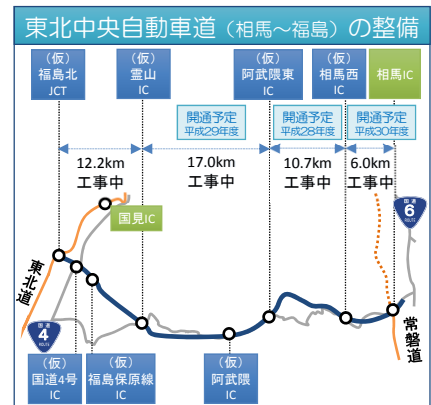 東北中央自動車道（相馬～福島）の整備
（仮）
福島北
JCT
（仮）
霊山
IC
（仮）
阿武隈東
IC
（仮）
相馬西
IC
相馬IC
開通予定
平成29年度
開通予定
平成28年度
開通予定
平成30年度
12.2km
工事中
17.0km
工事中
10.7km
工事中
6.0km
工事中
国見IC
国道
6
ROUTE
東北道
国道
4
ROUTE
常磐道
（仮）
国道4号
IC
（仮）
福島保原線
IC
（仮）
阿武隈
IC